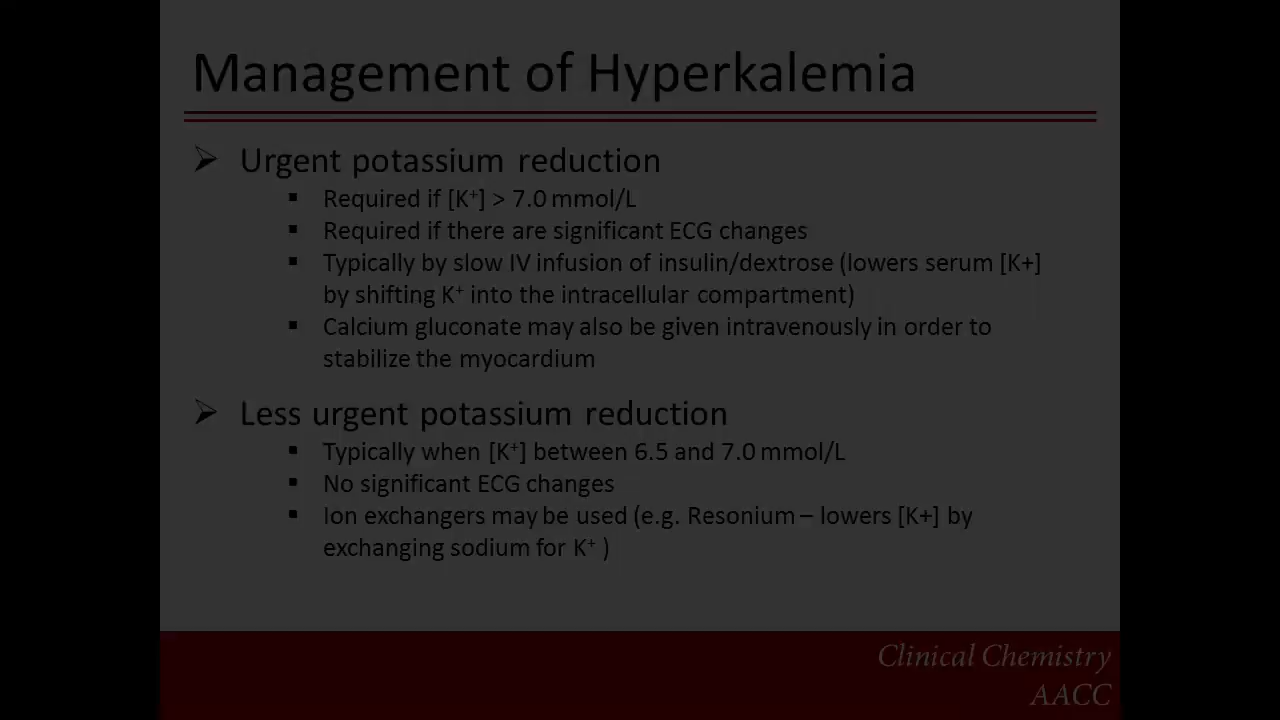 Management of Hyperkalemia
➢ Urgent potassium reduction
▪ Required if [K⁺] > 7.0 mmol/L
▪ Required if there are significant ECG changes
▪ Typically by slow IV infusion of insulin/dextrose (lowers serum [K+]
by shifting K⁺ into the intracellular compartment)
▪ Calcium gluconate may also be given intravenously in order to
stabilize the myocardium
➢ Less urgent potassium reduction
▪ Typically when [K⁺] between 6.5 and 7.0 mmol/L
▪ No significant ECG changes
▪ Ion exchangers may be used (e.g. Resonium – lowers [K+] by
exchanging sodium for K⁺ )
Clinical Chemistry
AACC